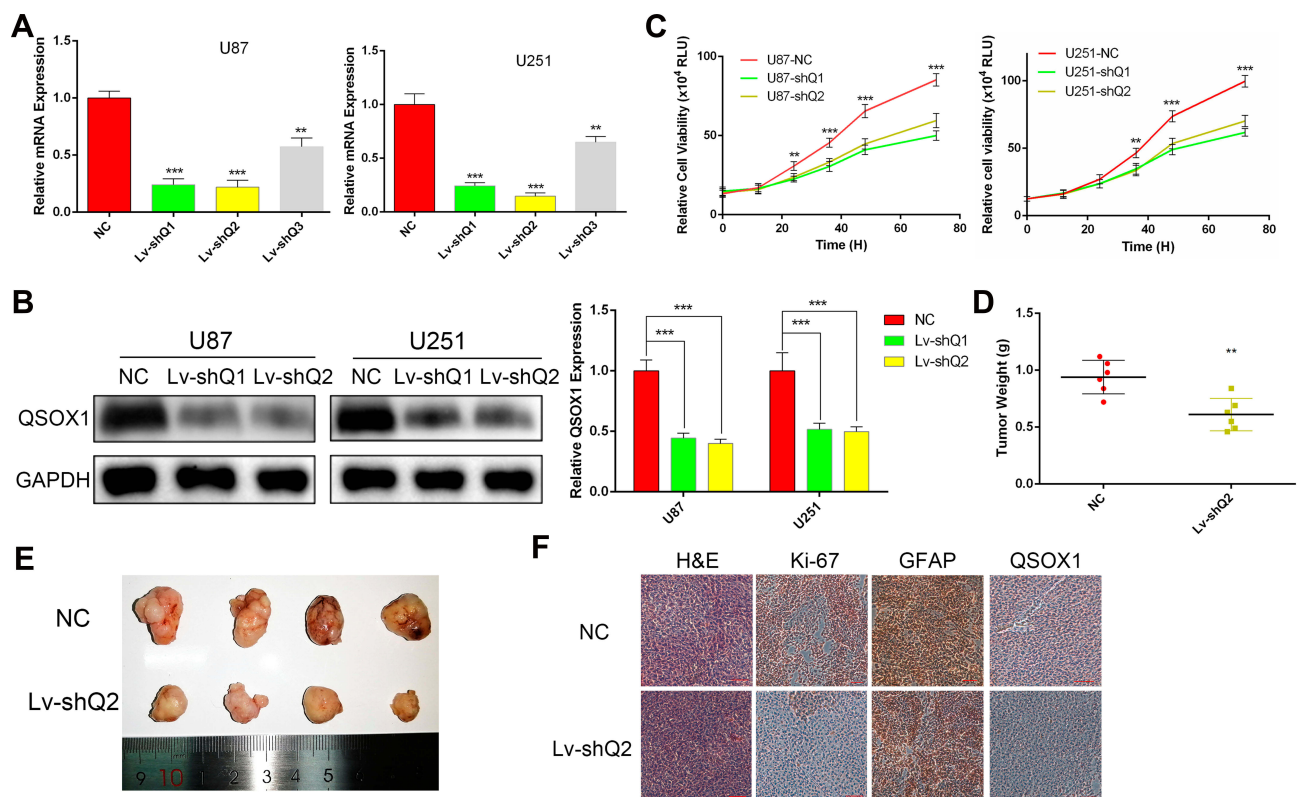 A
U87
Relative mRNA Expression
1.5
1.0
0.5
0.0
***
***
**
NC
Lv-shQ1
Lv-shQ2
Lv-shQ3
U251
Relative mRNA Expression
1.5
1.0
0.5
0.0
***
***
**
NC
Lv-shQ1
Lv-shQ2
Lv-shQ3
C
Relative Cell Viability (x10⁴ RLU)
100
50
0
U87-NC
U87-shQ1
U87-shQ2
**
***
***
***
0
20
40
60
80
Time (H)
Relative cell viability (x10⁴ RLU)
100
50
0
U251-NC
U251-shQ1
U251-shQ2
**
***
***
0
20
40
60
80
Time (H)
B
U87
U251
NC Lv-shQ1 Lv-shQ2
NC Lv-shQ1 Lv-shQ2
QSOX1
GAPDH
Relative QSOX1 Expression
1.5
1.0
0.5
0.0
***
***
***
***
U87
U251
NC
Lv-shQ1
Lv-shQ2
D
Tumor Weight (g)
1.5
1.0
0.5
0.0
**
NC
Lv-shQ2
E
NC
Lv-shQ2
9 10 1 2 3 4 5
F
H&E Ki-67 GFAP QSOX1
NC
Lv-shQ2